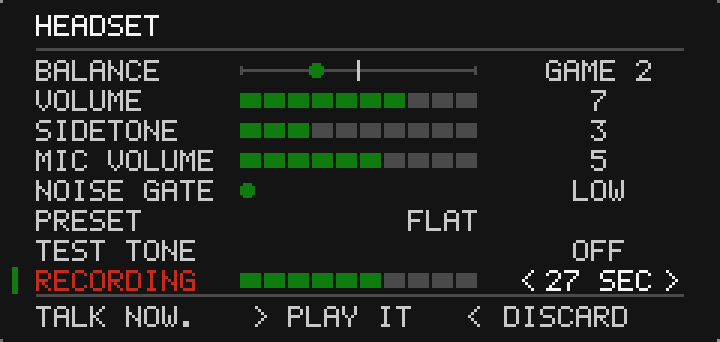 HEADSET
BALANCE GAME 2
VOLUME 7
SIDETONE 3
MIC VOLUME 5
NOISE GATE LOW
PRESET FLAT
TEST TONE OFF
RECORDING < 27 SEC >
TALK NOW. > PLAY IT < DISCARD